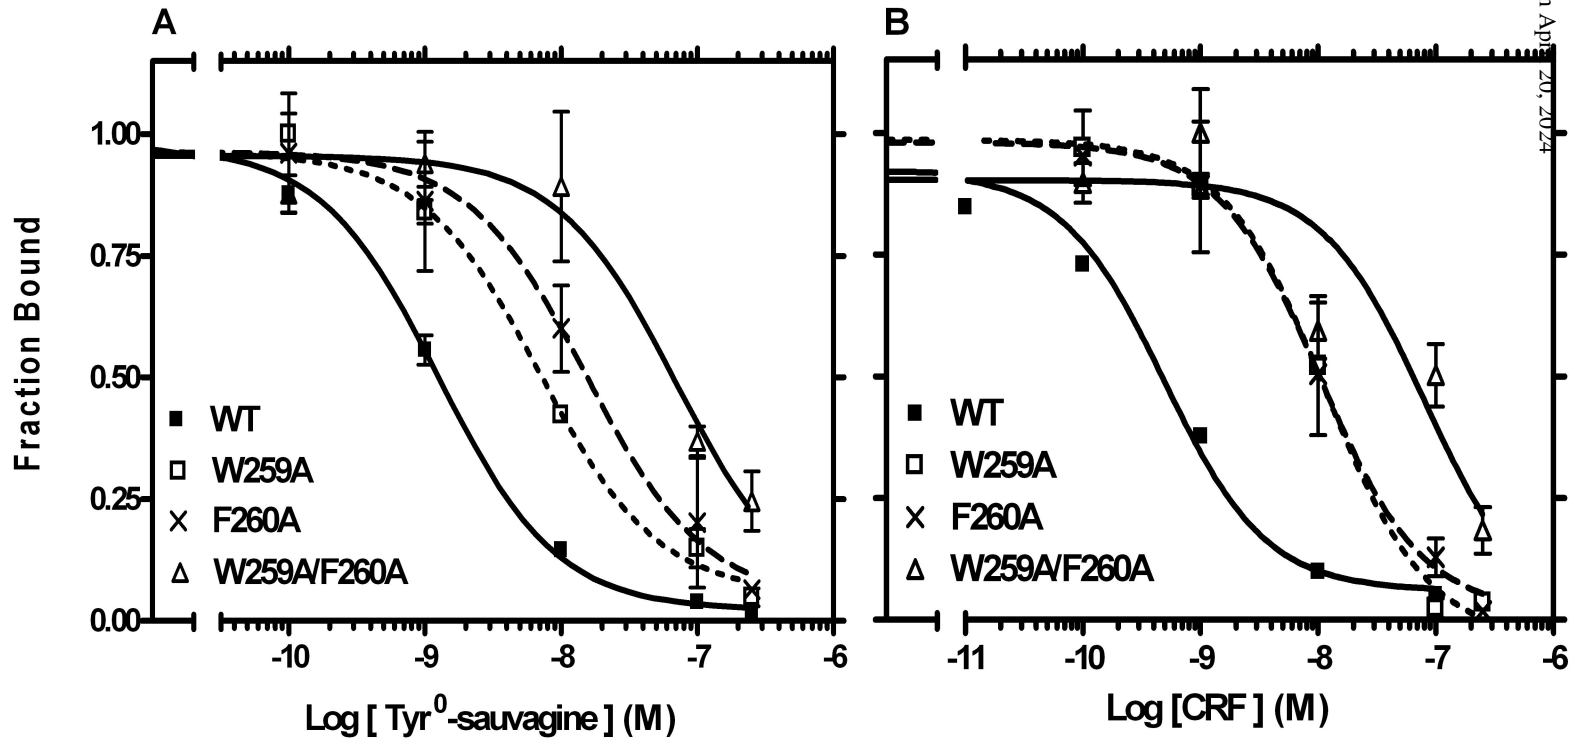 A
B
1.00
0.75
0.50
0.25
0.00
Fraction Bound
WT
W259A
F260A
W259A/F260A
-10 -9 -8 -7 -6
Log [ Tyr0-sauvagine ] (M)
WT
W259A
F260A
W259A/F260A
-11 -10 -9 -8 -7 -6
Log [CRF ] (M)
20, 2024